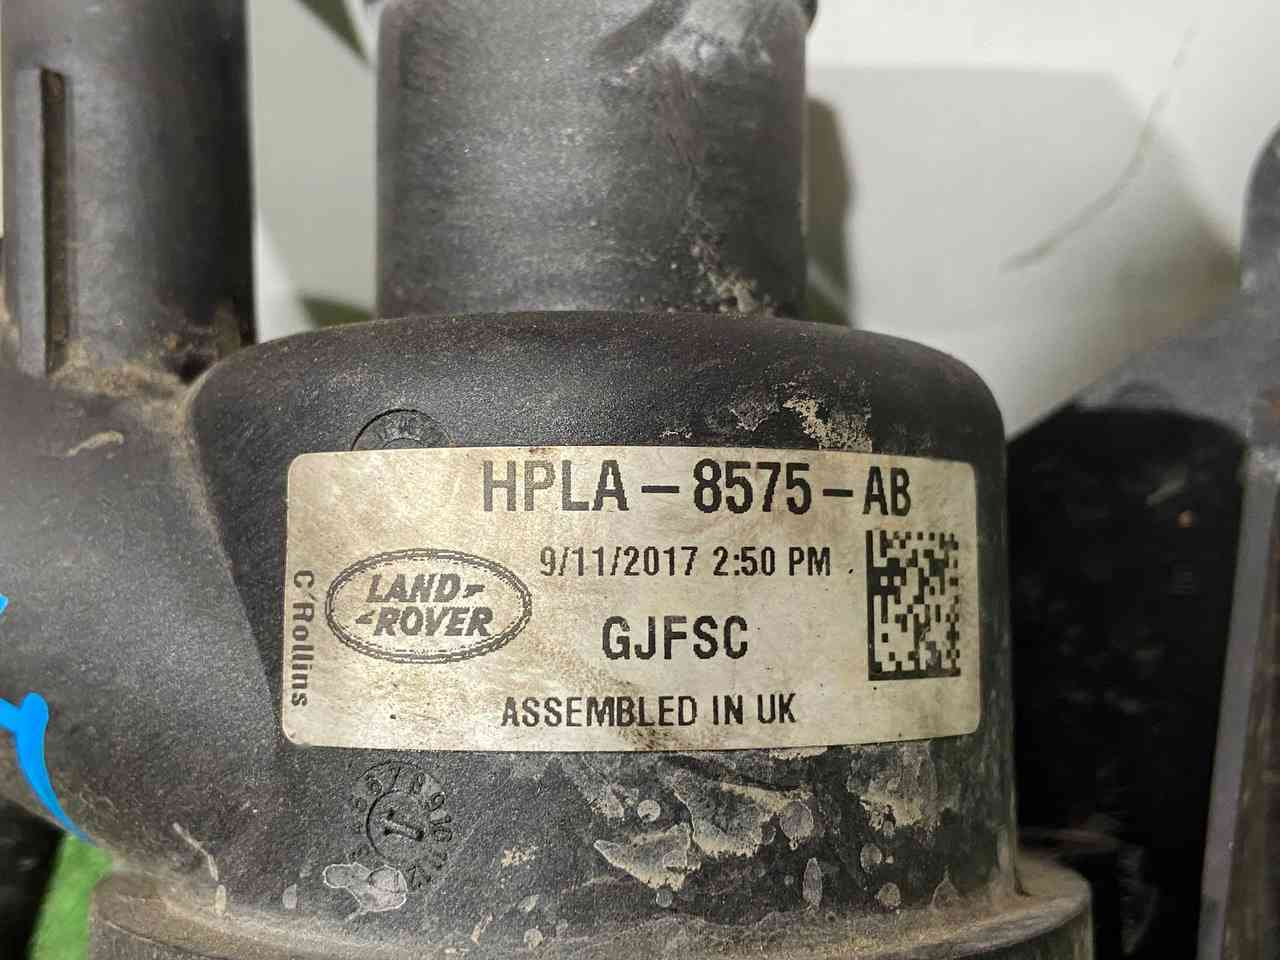 HPLA-8575-AB
9/11/2017 2:50 PM
LAND-
-ROVER
GJFSC
ASSEMBLED IN UK
C'Rollins